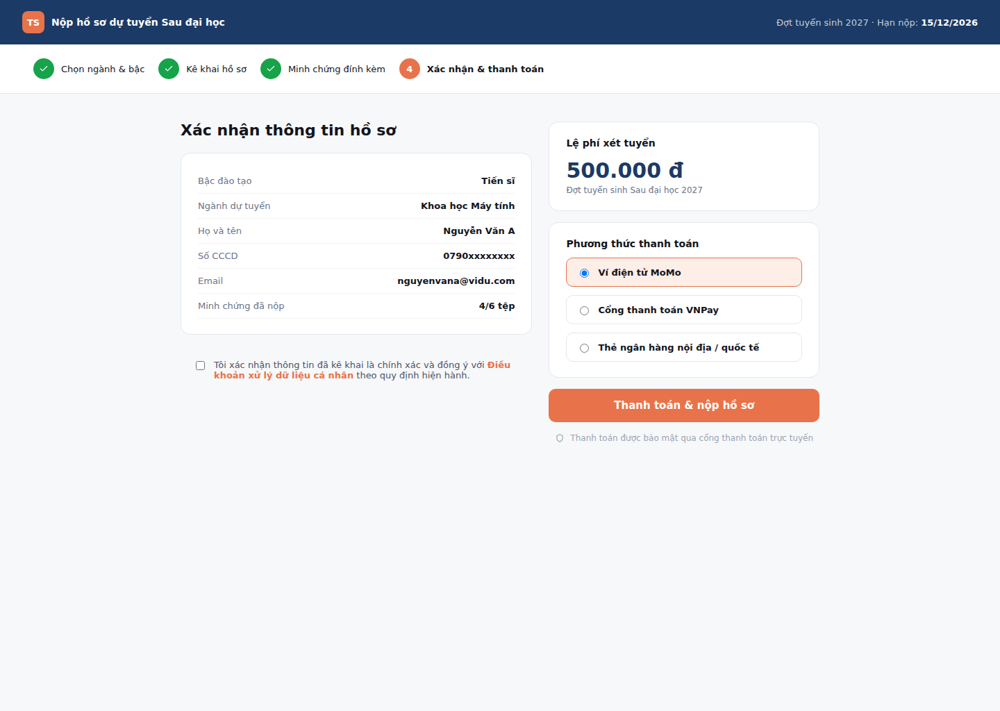 TS
Nộp hồ sơ dự tuyển Sau đại học
Đợt tuyển sinh 2027 · Hạn nộp: 15/12/2026
Chọn ngành & bậc
Kê khai hồ sơ
Minh chứng đính kèm
4
Xác nhận & thanh toán
Xác nhận thông tin hồ sơ
Bậc đào tạo Tiến sĩ
Ngành dự tuyển Khoa học Máy tính
Họ và tên Nguyễn Văn A
Số CCCD 0790xxxxxxxx
Email nguyenvana@vidu.com
Minh chứng đã nộp 4/6 tệp
Tôi xác nhận thông tin đã kê khai là chính xác và đồng ý với Điều
khoản xử lý dữ liệu cá nhân theo quy định hiện hành.
Lệ phí xét tuyển
500.000 đ
Đợt tuyển sinh Sau đại học 2027
Phương thức thanh toán
Ví điện tử MoMo
Cổng thanh toán VNPay
Thẻ ngân hàng nội địa / quốc tế
Thanh toán & nộp hồ sơ
Thanh toán được bảo mật qua cổng thanh toán trực tuyến